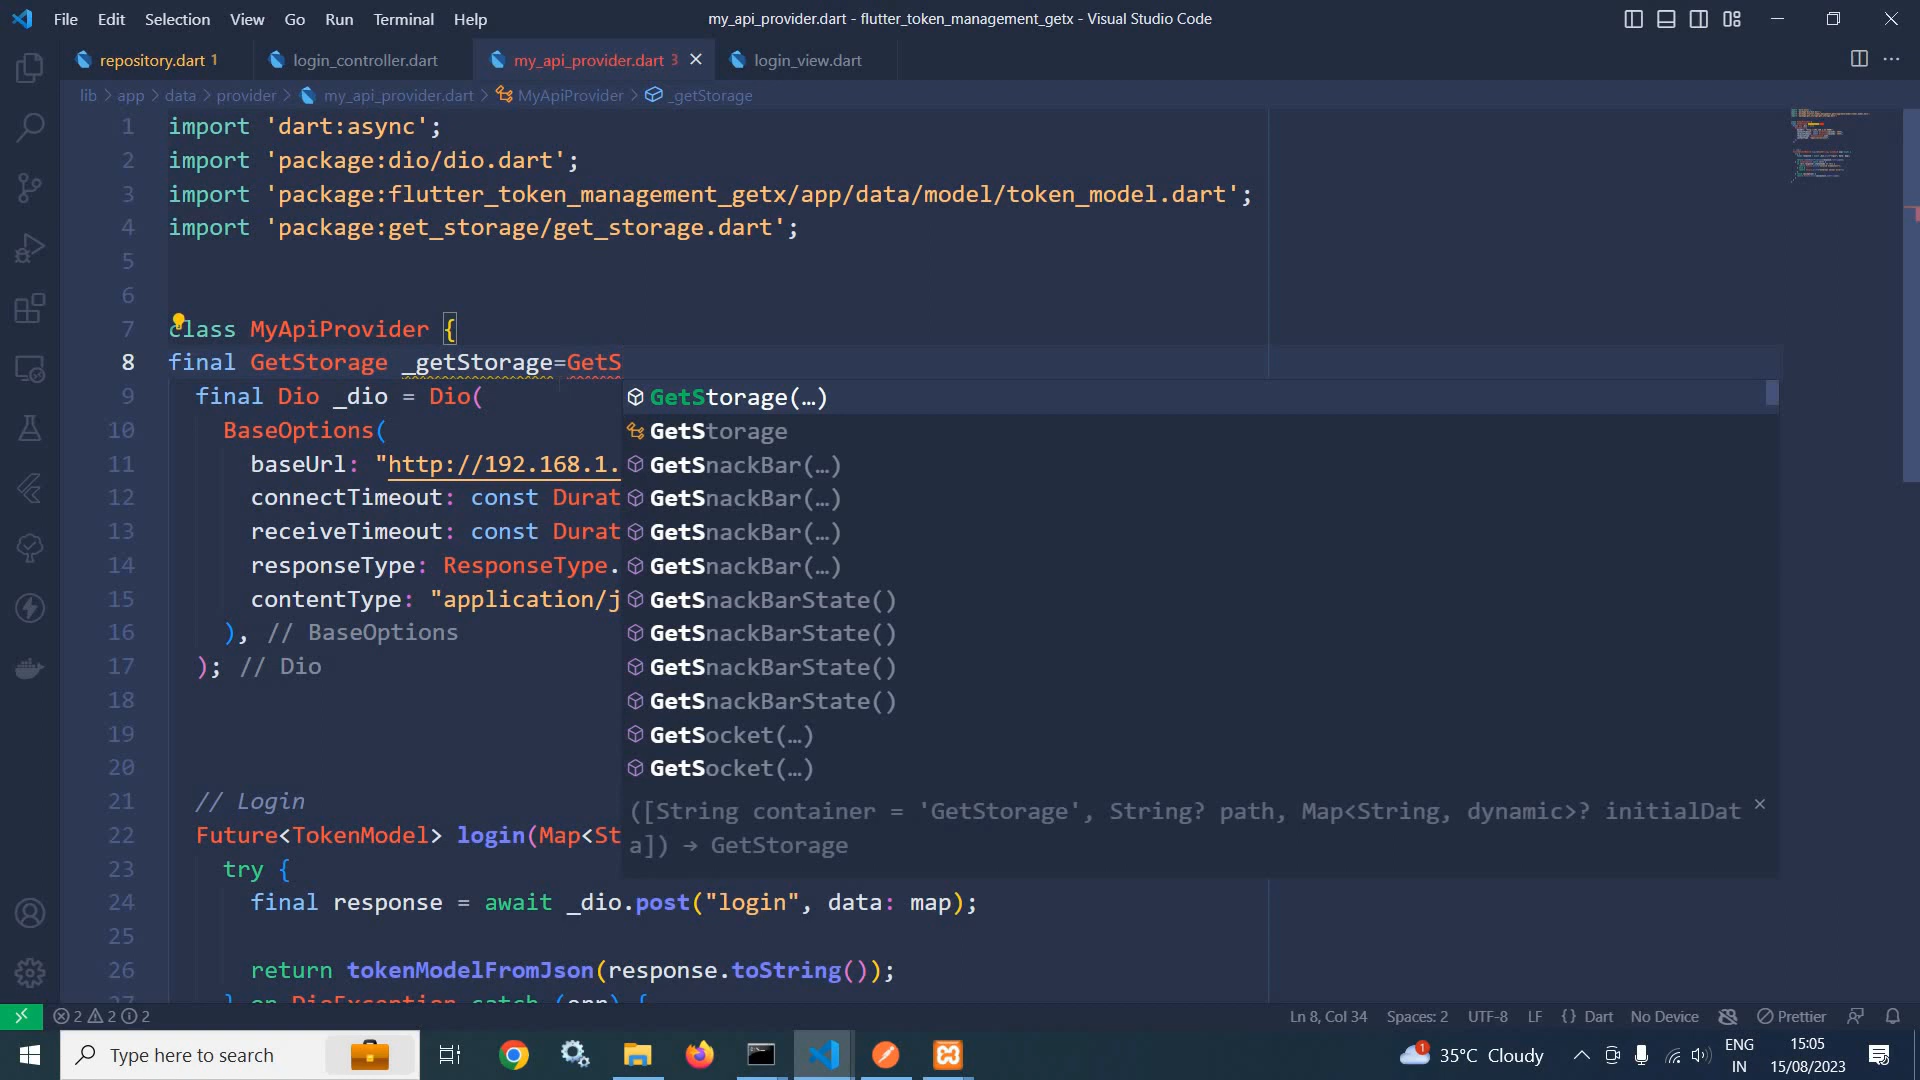 File Edit Selection View Go Run Terminal Help
my_api_provider.dart - flutter_token_management_getx - Visual Studio Code
repository.dart 1
login_controller.dart
my_api_provider.dart 3
login_view.dart
lib > app > data > provider > my_api_provider.dart > MyApiProvider > _getStorage
1 import 'dart:async';
2 import 'package:dio/dio.dart';
3 import 'package:flutter_token_management_getx/app/data/model/token_model.dart';
4 import 'package:get_storage/get_storage.dart';
5
6
7 class MyApiProvider {
8 final GetStorage _getStorage=GetS
9 final Dio _dio = Dio(
10 BaseOptions(
11 baseUrl: "http://192.168.1.
12 connectTimeout: const Durat
13 receiveTimeout: const Durat
14 responseType: ResponseType.
15 contentType: "application/j
16 ), // BaseOptions
17 ); // Dio
18
19
20
21 // Login
22 Future<TokenModel> login(Map<St
23 try {
24 final response = await _dio.post("login", data: map);
25
26 return tokenModelFromJson(response.toString());
27 } on DioException catch (err) {
GetStorage(…)
GetStorage
GetSnackBar(…)
GetSnackBar(…)
GetSnackBar(…)
GetSnackBar(…)
GetSnackBarState()
GetSnackBarState()
GetSnackBarState()
GetSnackBarState()
GetSocket(…)
GetSocket(…)
([String container = 'GetStorage', String? path, Map<String, dynamic>? initialDat
a]) → GetStorage
2 2 2
Ln 8, Col 34 Spaces: 2 UTF-8 LF {} Dart No Device Prettier
Type here to search
1 35°C Cloudy
ENG
IN
15:05
15/08/2023